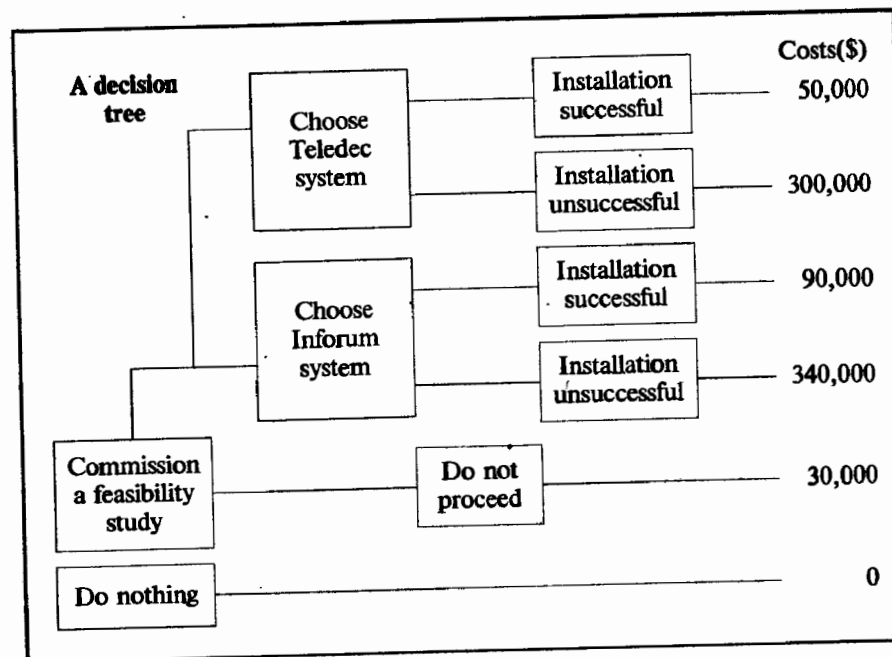 Costs($)
A decision
tree
Choose
Teledec
system
Installation
successful
50,000
Installation
unsuccessful
300,000
Choose
Inforum
system
Installation
successful
90,000
Installation
unsuccessful
340,000
Commission
a feasibility
study
Do not
proceed
30,000
Do nothing
0